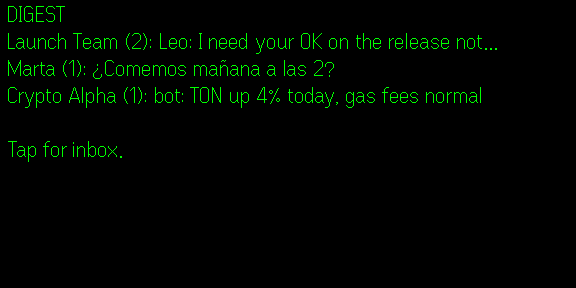 DIGEST
Launch Team (2): Leo: I need your OK on the release not...
Marta (1): ¿Comemos mañana a las 2?
Crypto Alpha (1): bot: TON up 4% today, gas fees normal
Tap for inbox.